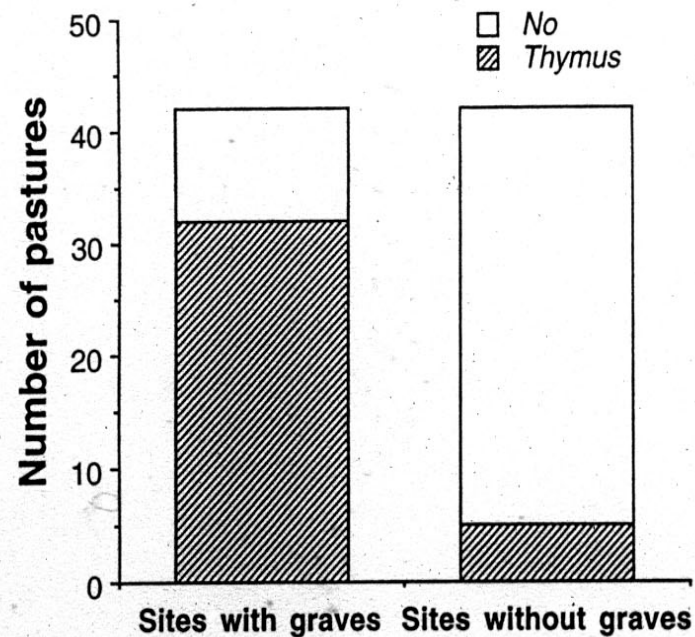 No
Thymus
Number of pastures
50
40
30
20
10
0
Sites with graves
Sites without graves